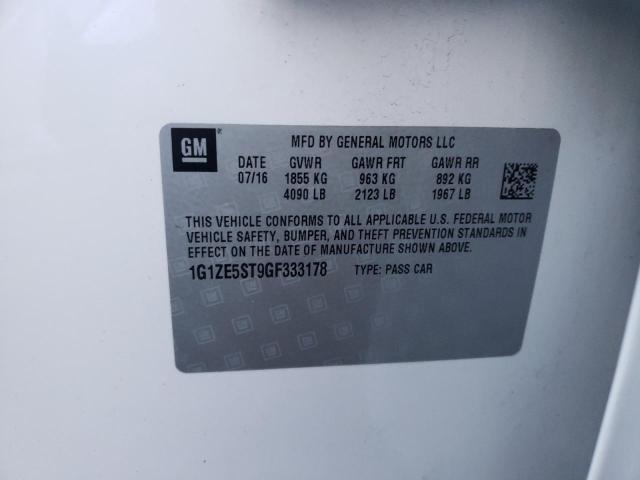 GM ®
MFD BY GENERAL MOTORS LLC
DATE GVWR GAWR FRT GAWR RR
07/16 1855 KG 963 KG 892 KG
4090 LB 2123 LB 1967 LB
THIS VEHICLE CONFORMS TO ALL APPLICABLE U.S. FEDERAL MOTOR
VEHICLE SAFETY, BUMPER, AND THEFT PREVENTION STANDARDS IN
EFFECT ON THE DATE OF MANUFACTURE SHOWN ABOVE.
1G1ZE5ST9GF333178 TYPE: PASS CAR